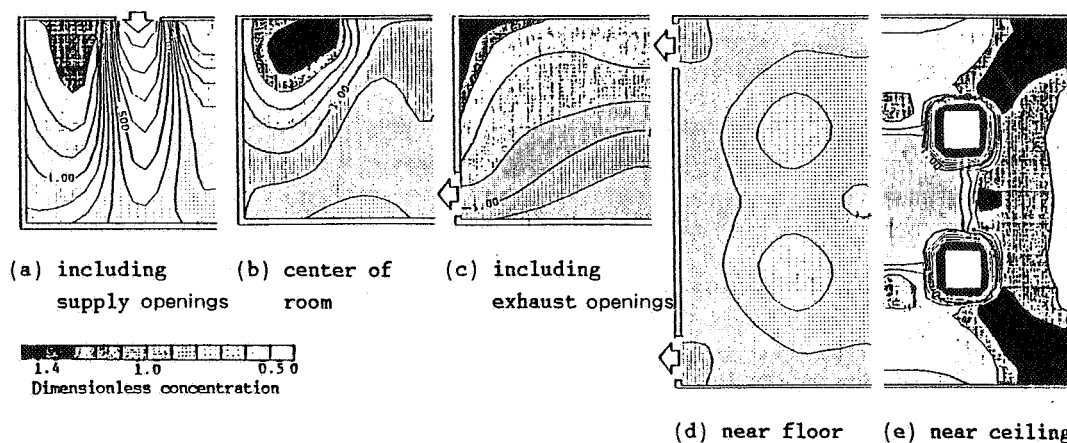 .500
1.00
1.00
1.00
(a) including
supply openings
(b) center of
room
(c) including
exhaust openings
1.4 1.0 0.5 0
Dimensionless concentration
(d) near floor
(e) near ceiling